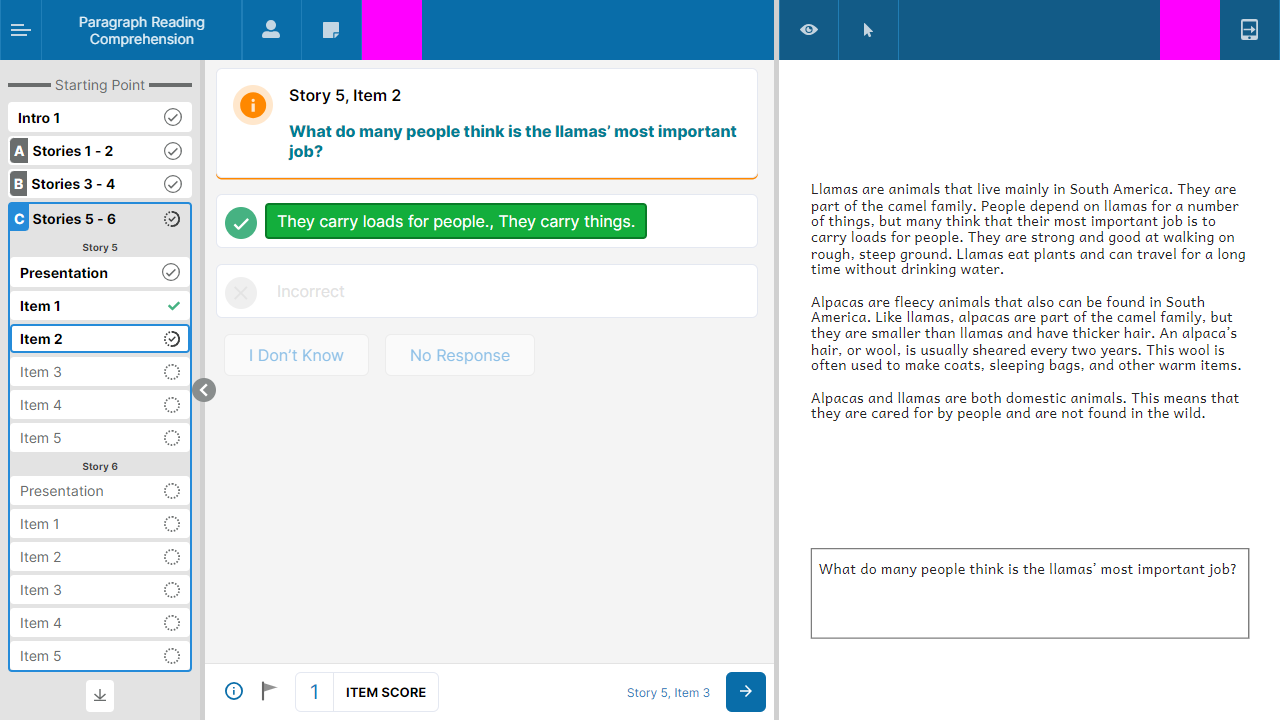 Paragraph Reading
Comprehension
Starting Point
Intro 1
A Stories 1 - 2
B Stories 3 - 4
C Stories 5 - 6
Story 5
Presentation
Item 1
Item 2
Item 3
Item 4
Item 5
Story 6
Presentation
Item 1
Item 2
Item 3
Item 4
Item 5
Story 5, Item 2
What do many people think is the llamas’ most important
job?
They carry loads for people., They carry things.
Incorrect
I Don’t Know
No Response
1 ITEM SCORE
Story 5, Item 3
Llamas are animals that live mainly in South America. They are
part of the camel family. People depend on llamas for a number
of things, but many think that their most important job is to
carry loads for people. They are strong and good at walking on
rough, steep ground. Llamas eat plants and can travel for a long
time without drinking water.
Alpacas are fleecy animals that also can be found in South
America. Like llamas, alpacas are part of the camel family, but
they are smaller than llamas and have thicker hair. An alpaca’s
hair, or wool, is usually sheared every two years. This wool is
often used to make coats, sleeping bags, and other warm items.
Alpacas and llamas are both domestic animals. This means that
they are cared for by people and are not found in the wild.
What do many people think is the llamas’ most important job?